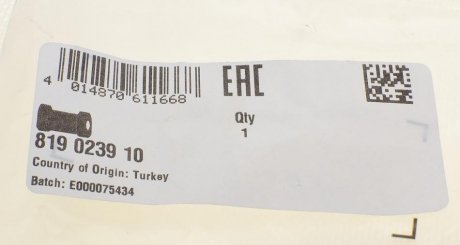 4 014870 611668
EAC
Qty
1
819 0239 10
Country of Origin: Turkey
Batch: E000075434